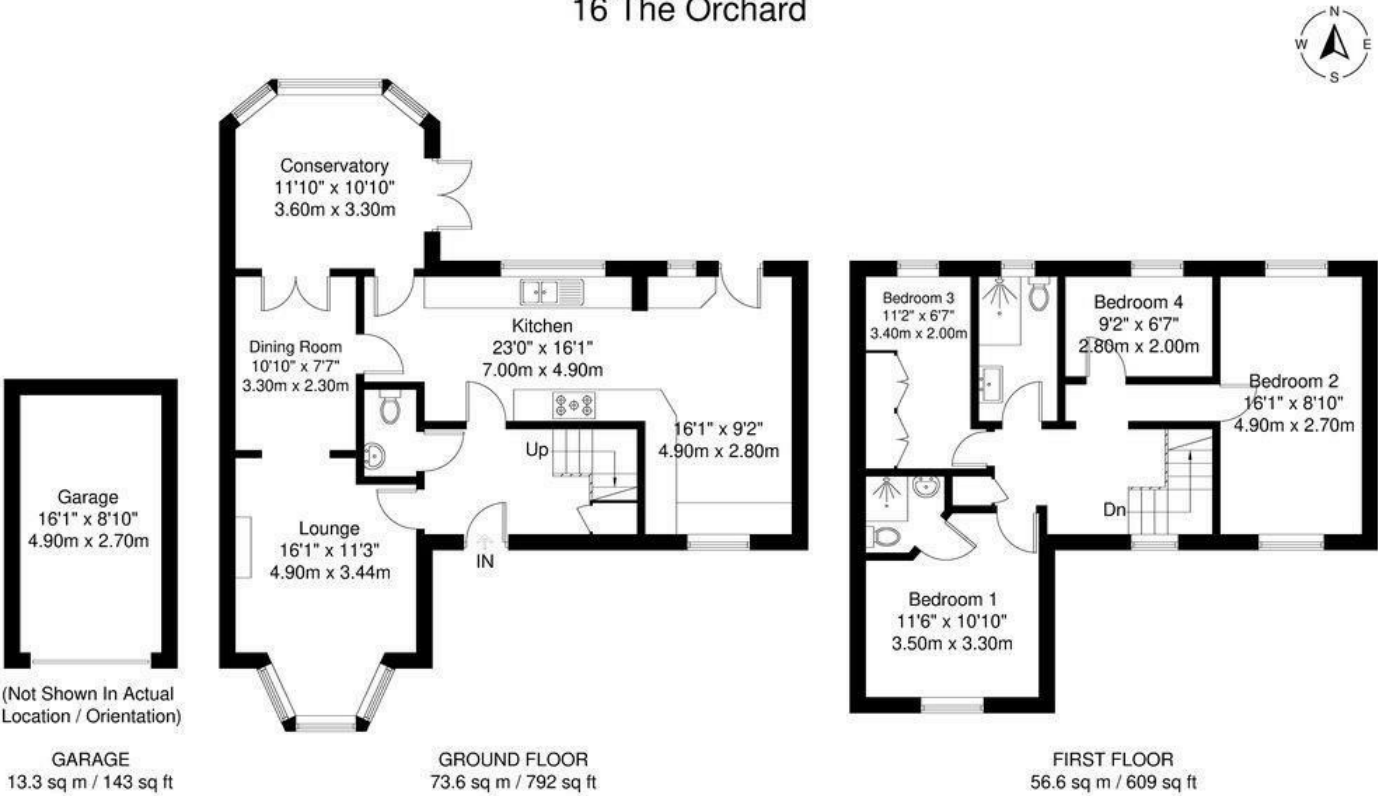 16 The Orchard
N
W
E
S
Conservatory
11'10" x 10'10"
3.60m x 3.30m
Kitchen
23'0" x 16'1"
7.00m x 4.90m
Dining Room
10'10" x 7'7"
3.30m x 2.30m
16'1" x 9'2"
4.90m x 2.80m
Up
Lounge
16'1" x 11'3"
4.90m x 3.44m
IN
Garage
16'1" x 8'10"
4.90m x 2.70m
(Not Shown In Actual
Location / Orientation)
GARAGE
13.3 sq m / 143 sq ft
GROUND FLOOR
73.6 sq m / 792 sq ft
Bedroom 3
11'2" x 6'7"
3.40m x 2.00m
Bedroom 4
9'2" x 6'7"
2.80m x 2.00m
Bedroom 2
16'1" x 8'10"
4.90m x 2.70m
Dn
Bedroom 1
11'6" x 10'10"
3.50m x 3.30m
FIRST FLOOR
56.6 sq m / 609 sq ft